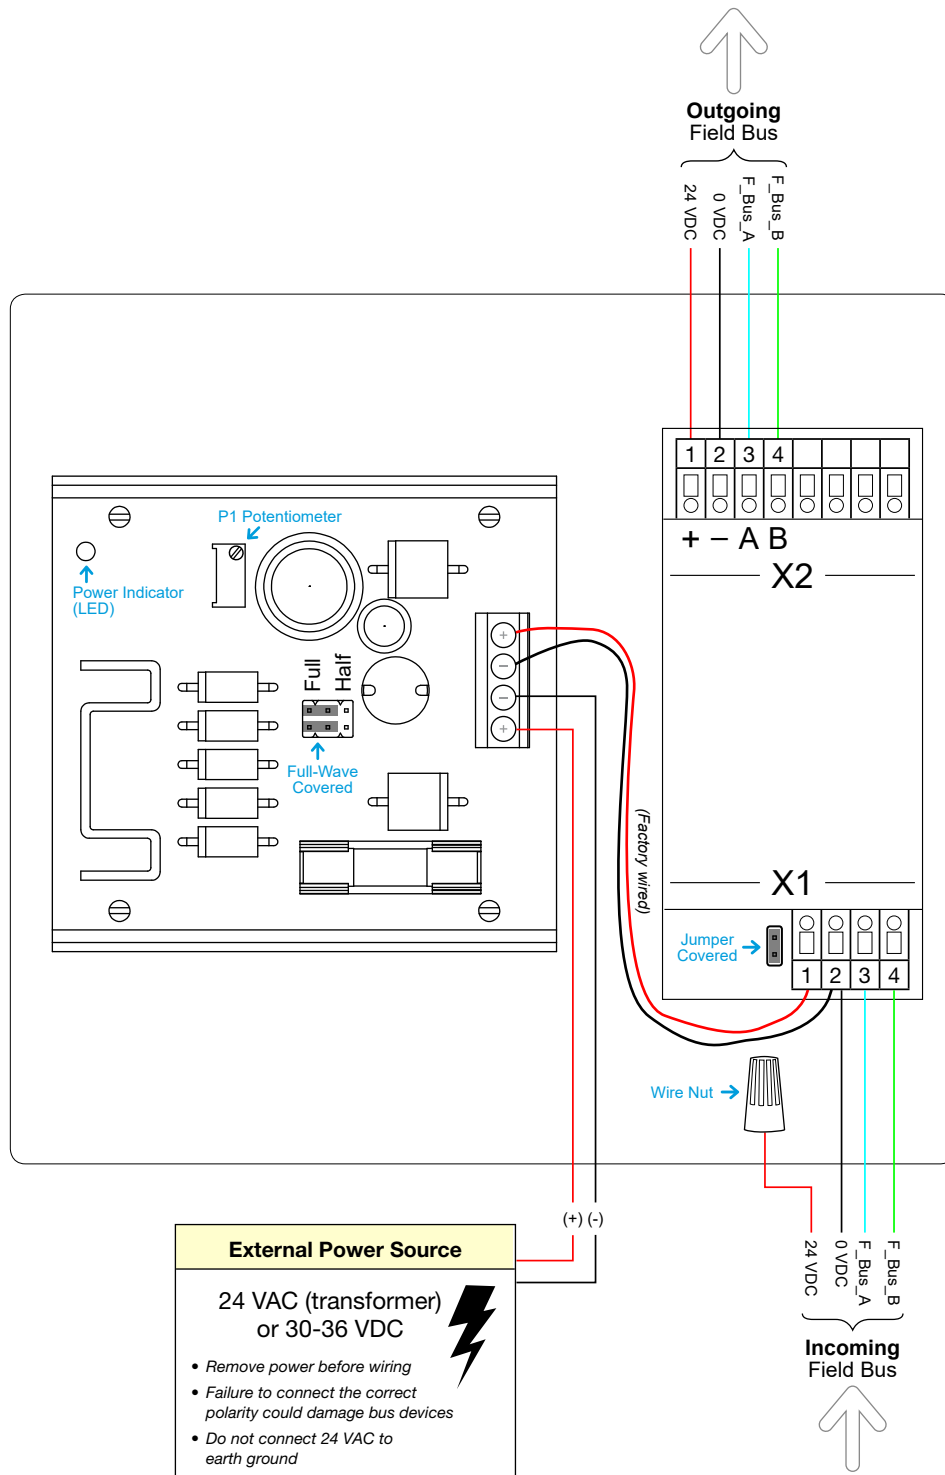 Outgoing
Field Bus
24 VDC
0 VDC
F_Bus_A
F_Bus_B
1 2 3 4
+ – A B
X2
P1 Potentiometer
Power Indicator
(LED)
+
–
–
+
Full
Half
Full-Wave
Covered
(Factory wired)
X1
Jumper
Covered
1 2 3 4
Wire Nut
(+) (-)
24 VDC
0 VDC
F_Bus_A
F_Bus_B
Incoming
Field Bus
External Power Source
24 VAC (transformer)
or 30-36 VDC
• Remove power before wiring
• Failure to connect the correct
polarity could damage bus devices
• Do not connect 24 VAC to
earth ground